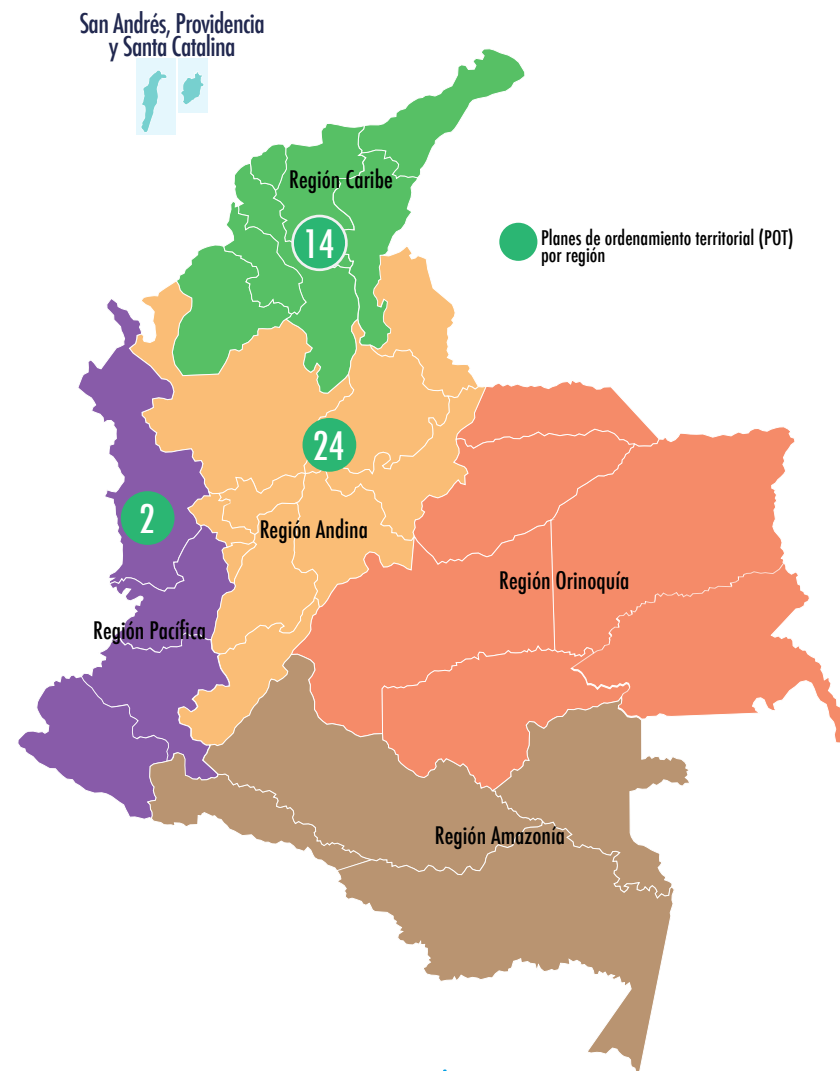 San Andrés, Providencia
y Santa Catalina
Región Caribe
14
Planes de ordenamiento territorial (POT)
por región
24
2
Región Andina
Región Orinoquía
Región Pacífica
Región Amazonía